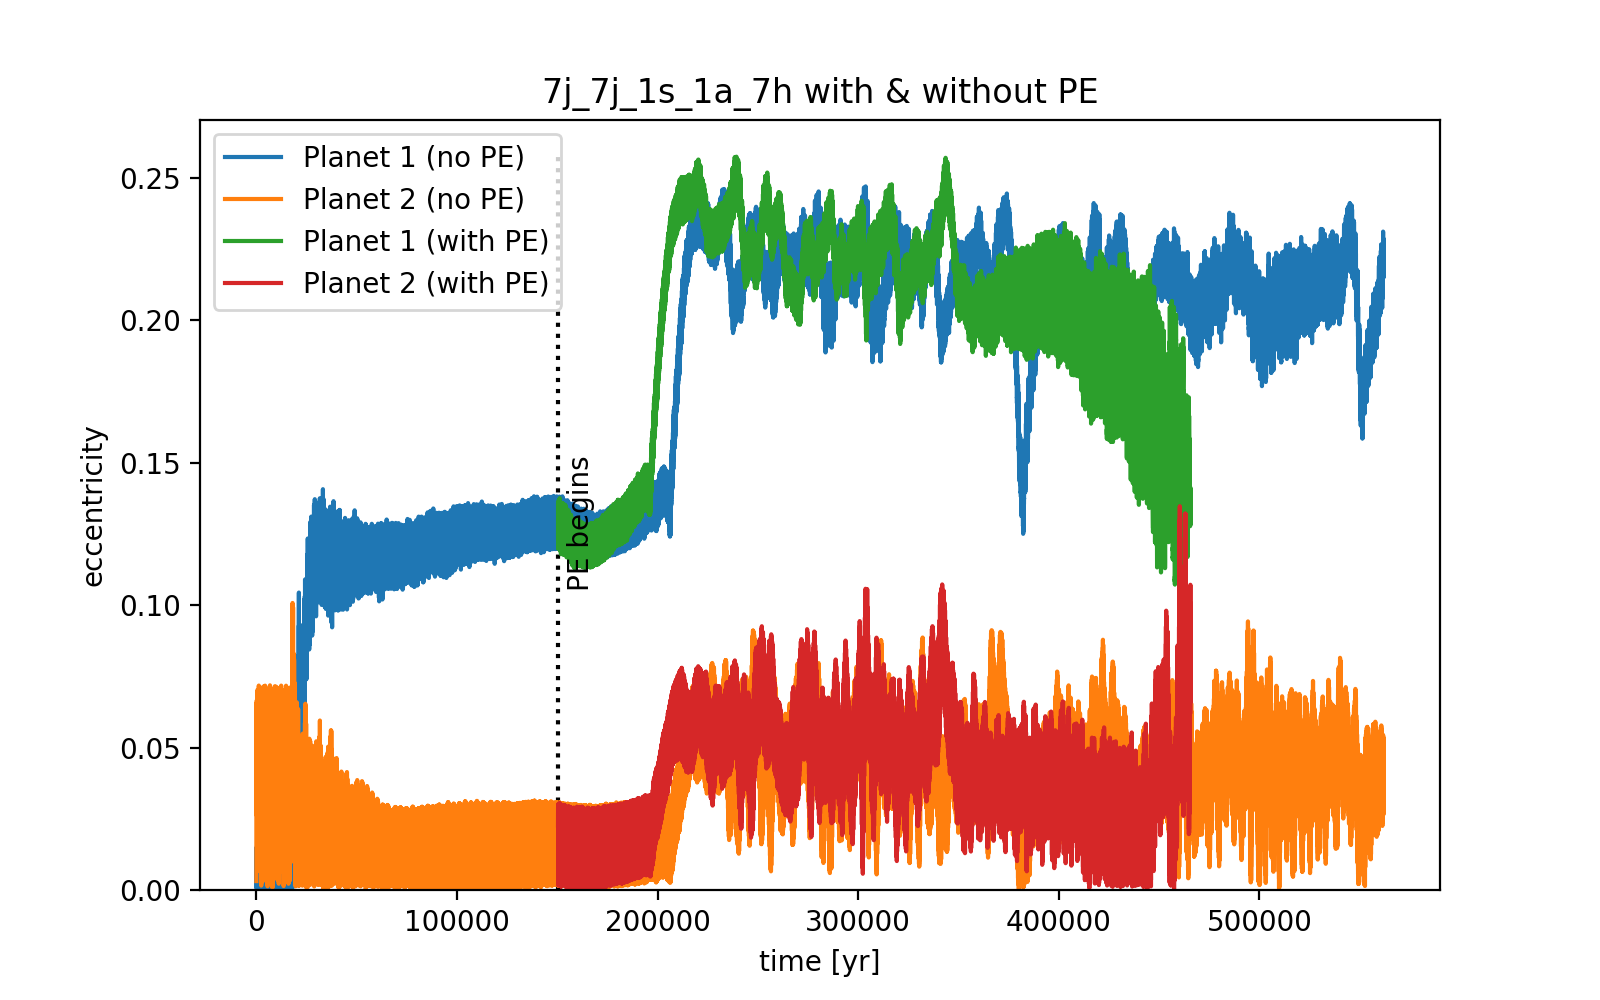 7j_7j_1s_1a_7h with & without PE
Planet 1 (no PE)
Planet 2 (no PE)
Planet 1 (with PE)
Planet 2 (with PE)
0.25
0.20
0.15
0.10
0.05
0.00
eccentricity
PE begins
0
100000
200000
300000
400000
500000
time [yr]